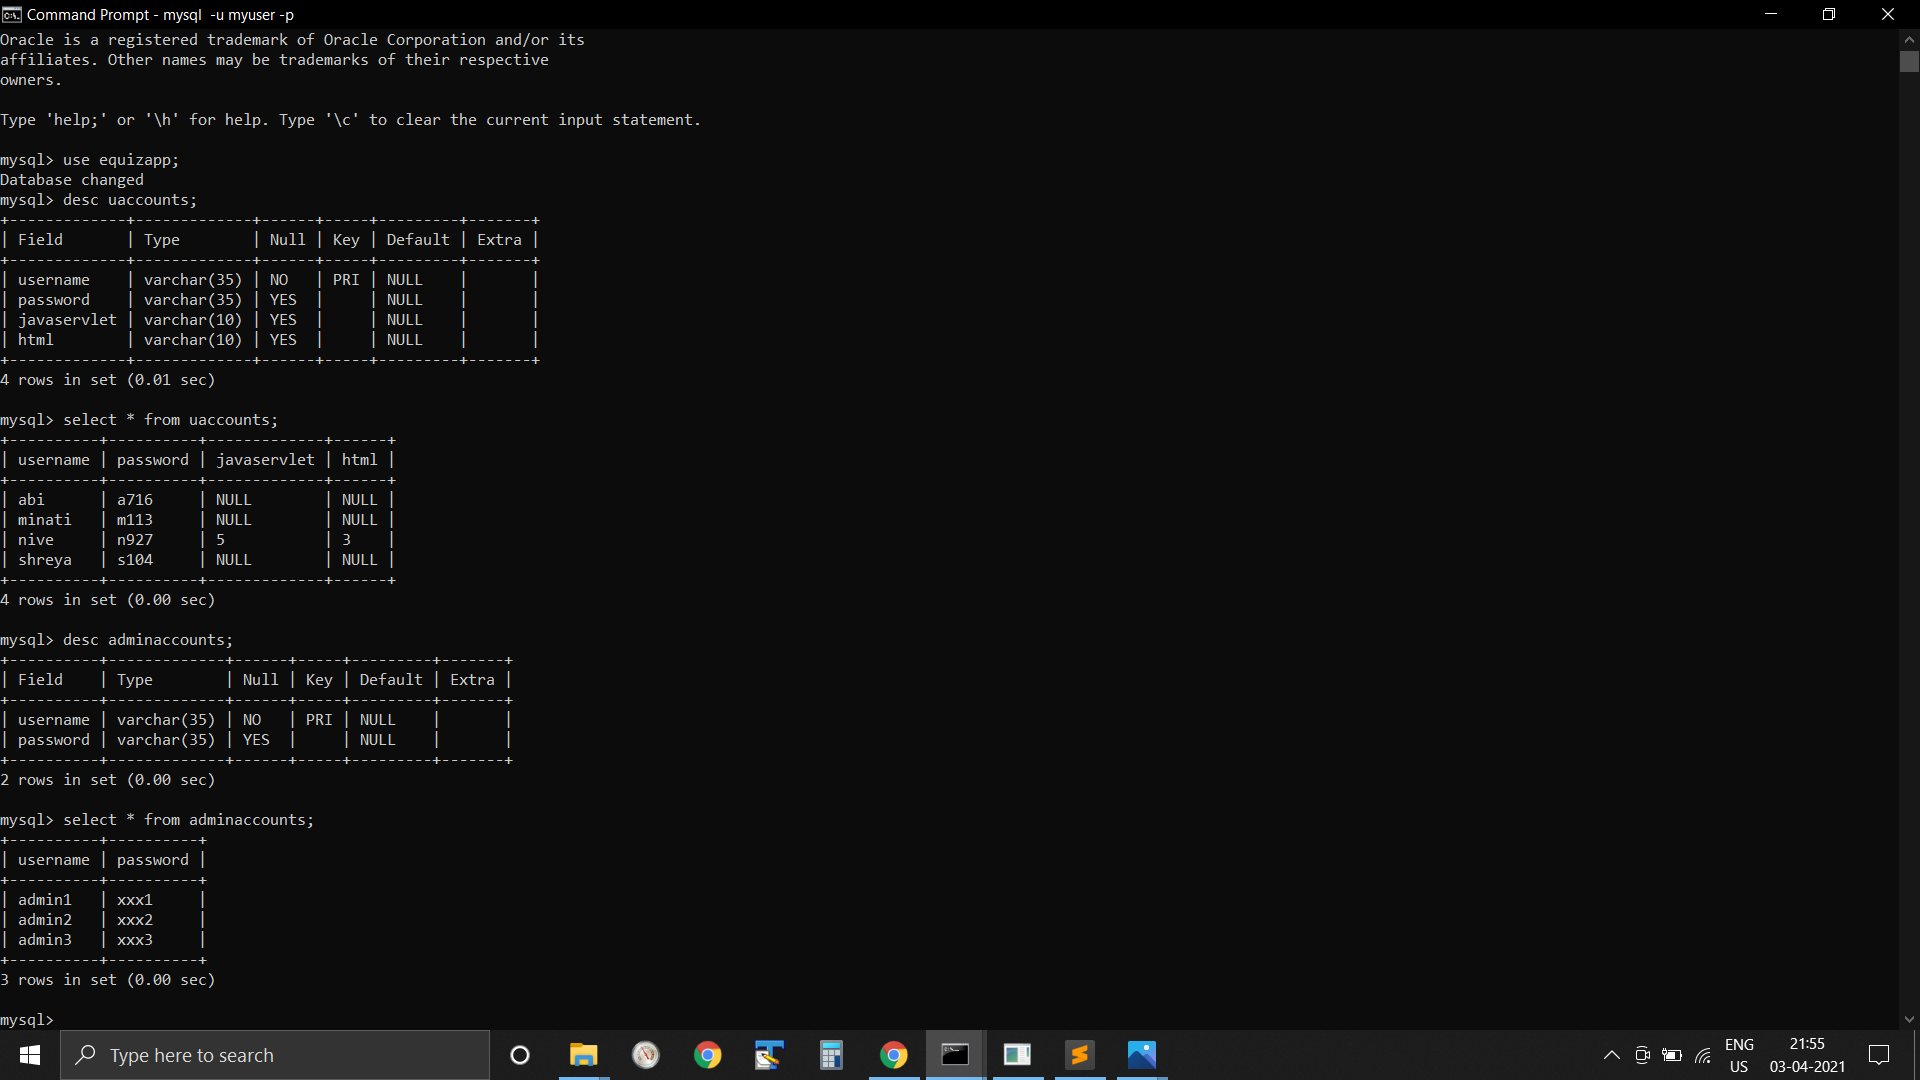 Command Prompt - mysql  -u myuser -p
Oracle is a registered trademark of Oracle Corporation and/or its
affiliates. Other names may be trademarks of their respective
owners.
Type 'help;' or '\h' for help. Type '\c' to clear the current input statement.
mysql> use equizapp;
Database changed
mysql> desc uaccounts;
+-------------+-------------+------+-----+---------+-------+
| Field       | Type        | Null | Key | Default | Extra |
+-------------+-------------+------+-----+---------+-------+
| username    | varchar(35) | NO   | PRI | NULL    |       |
| password    | varchar(35) | YES  |     | NULL    |       |
| javaservlet | varchar(10) | YES  |     | NULL    |       |
| html        | varchar(10) | YES  |     | NULL    |       |
+-------------+-------------+------+-----+---------+-------+
4 rows in set (0.01 sec)
mysql> select * from uaccounts;
+----------+----------+-------------+------+
| username | password | javaservlet | html |
+----------+----------+-------------+------+
| abi      | a716     | NULL        | NULL |
| minati   | m113     | NULL        | NULL |
| nive     | n927     | 5           | 3    |
| shreya   | s104     | NULL        | NULL |
+----------+----------+-------------+------+
4 rows in set (0.00 sec)
mysql> desc adminaccounts;
+----------+-------------+------+-----+---------+-------+
| Field    | Type        | Null | Key | Default | Extra |
+----------+-------------+------+-----+---------+-------+
| username | varchar(35) | NO   | PRI | NULL    |       |
| password | varchar(35) | YES  |     | NULL    |       |
+----------+-------------+------+-----+---------+-------+
2 rows in set (0.00 sec)
mysql> select * from adminaccounts;
+----------+----------+
| username | password |
+----------+----------+
| admin1   | xxx1     |
| admin2   | xxx2     |
| admin3   | xxx3     |
+----------+----------+
3 rows in set (0.00 sec)
mysql>
Type here to search
ENG
US
21:55
03-04-2021